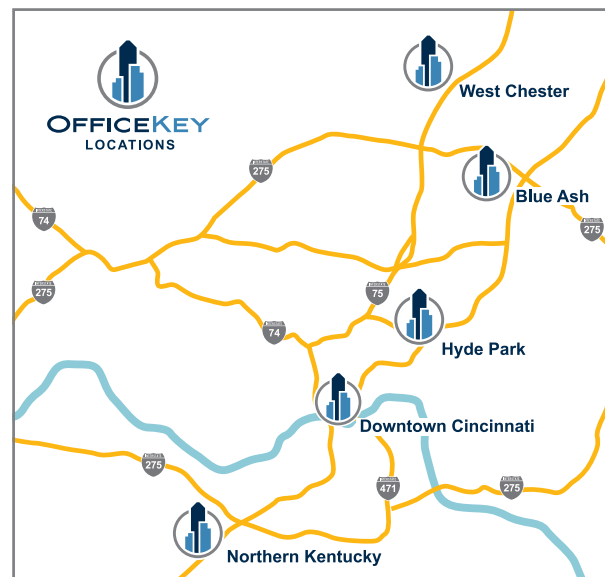 OFFICEKEY
LOCATIONS
West Chester
275
Blue Ash
74
275
275
75
74
Hyde Park
Downtown Cincinnati
275
471
275
Northern Kentucky